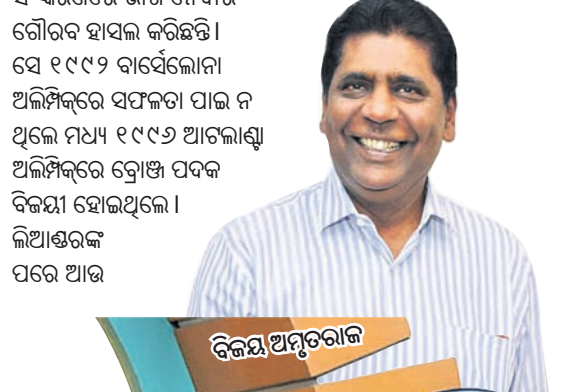 ଗୌରବ ହାସଲ କରିଛନ୍ତି ।
ସେ ୧୯୯୨ ବାର୍ସେଲୋନା
ଅଲିମ୍ପିକ୍‌ରେ ସଫଳତା ପାଇ ନ
ଥିଲେ ମଧ୍ୟ ୧୯୯୬ ଆଟଲାଣ୍ଟା
ଅଲିମ୍ପିକ୍‌ରେ ବ୍ରୋଞ୍ଜ ପଦକ
ବିଜୟୀ ହୋଇଥିଲେ ।
ଲିଆଣ୍ଡରଙ୍କ
ପରେ ଆଉ
ବିଜୟ ଅମୃତରାଜ